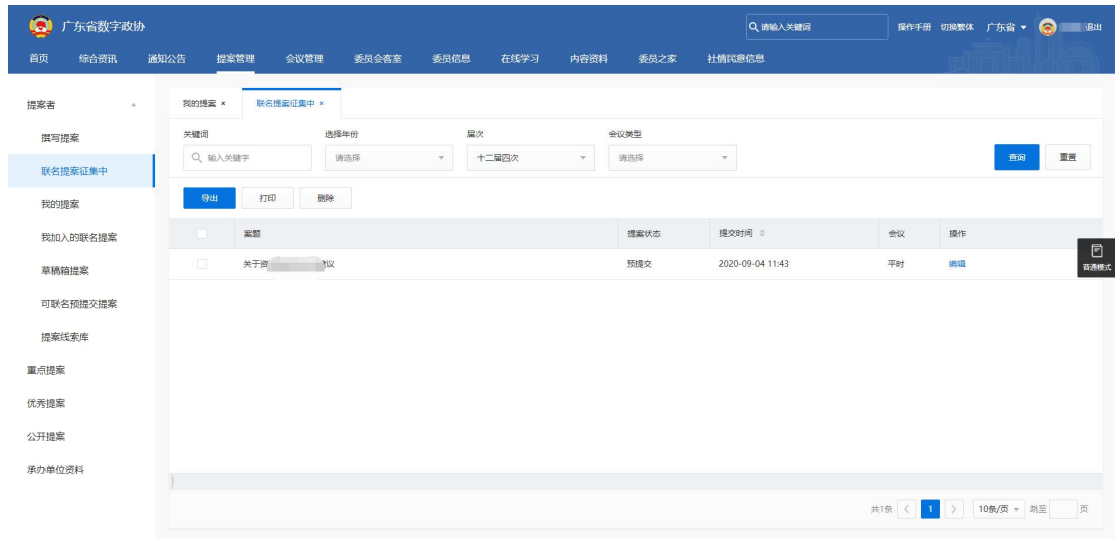 广东省数字政协
请输入关键词
操作手册 切换繁体 广东省 退出
首页 综合资讯 通知公告 提案管理 会议管理 委员会客室 委员信息 在线学习 内容资料 委员之家 社情民意信息
提案者
撰写提案
联名提案征集中
我的提案
我加入的联名提案
草稿箱提案
可联名预提交提案
提案线索库
重点提案
优秀提案
公开提案
承办单位资料
我的提案 × 联名提案征集中 ×
关键词 选择年份 届次 会议类型
输入关键字 请选择 十二届四次 请选择 查询 重置
导出 打印 删除
案题 提案状态 提交时间 会议 操作
关于资 建议 预提交 2020-09-04 11:43 平时 编辑
普通模式
共1条 < 1 > 10条/页 跳至 页